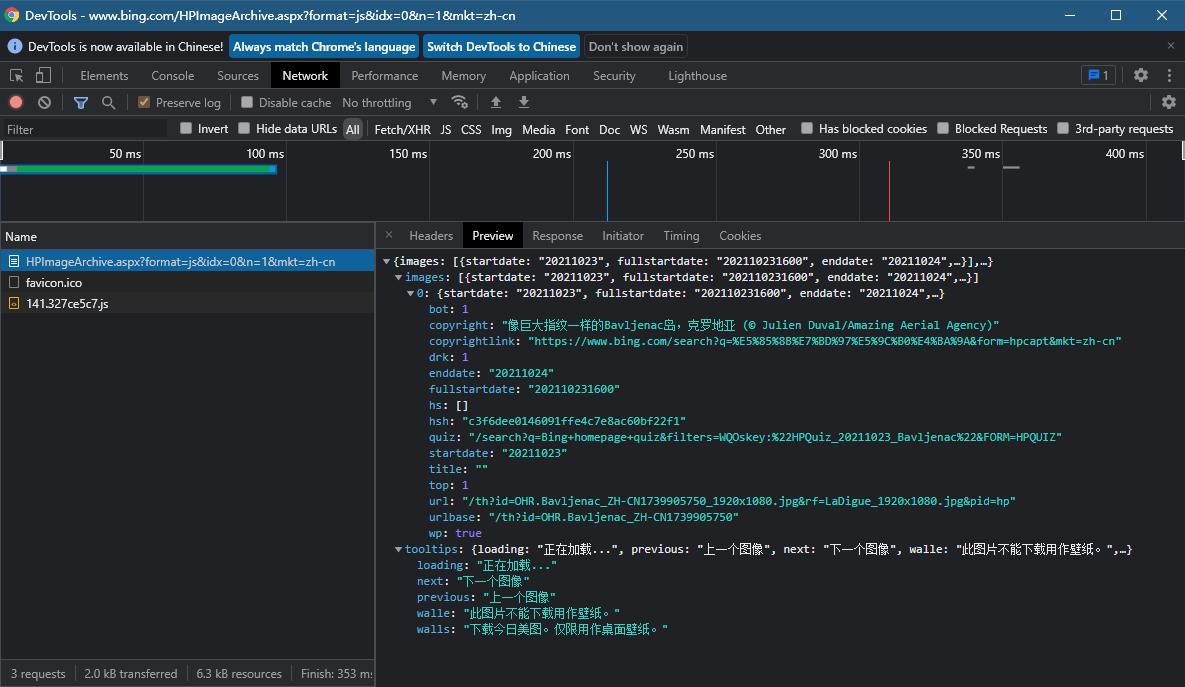 DevTools - www.bing.com/HPImageArchive.aspx?format=js&idx=0&n=1&mkt=zh-cn
DevTools is now available in Chinese! Always match Chrome's language Switch DevTools to Chinese Don't show again
Elements Console Sources Network Performance Memory Application Security Lighthouse 1
Preserve log Disable cache No throttling
Filter Invert Hide data URLs All Fetch/XHR JS CSS Img Media Font Doc WS Wasm Manifest Other Has blocked cookies Blocked Requests 3rd-party requests
50 ms 100 ms 150 ms 200 ms 250 ms 300 ms 350 ms 400 ms
Name
HPImageArchive.aspx?format=js&idx=0&n=1&mkt=zh-cn
favicon.ico
141.327ce5c7.js
Headers Preview Response Initiator Timing Cookies
{images: [{startdate: "20211023", fullstartdate: "202110231600", enddate: "20211024",…}],…}
images: [{startdate: "20211023", fullstartdate: "202110231600", enddate: "20211024",…}]
0: {startdate: "20211023", fullstartdate: "202110231600", enddate: "20211024",…}
bot: 1
copyright: "像巨大指纹一样的Bavljenac岛，克罗地亚 (© Julien Duval/Amazing Aerial Agency)"
copyrightlink: "https://www.bing.com/search?q=%E5%85%8B%E7%BD%97%E5%9C%B0%E4%BA%9A&form=hpcapt&mkt=zh-cn"
drk: 1
enddate: "20211024"
fullstartdate: "202110231600"
hs: []
hsh: "c3f6dee0146091ffe4c7e8ac60bf22f1"
quiz: "/search?q=Bing+homepage+quiz&filters=WQOskey:%22HPQuiz_20211023_Bavljenac%22&FORM=HPQUIZ"
startdate: "20211023"
title: ""
top: 1
url: "/th?id=OHR.Bavljenac_ZH-CN1739905750_1920x1080.jpg&rf=LaDigue_1920x1080.jpg&pid=hp"
urlbase: "/th?id=OHR.Bavljenac_ZH-CN1739905750"
wp: true
tooltips: {loading: "正在加载...", previous: "上一个图像", next: "下一个图像", walle: "此图片不能下载用作壁纸。",…}
loading: "正在加载..."
next: "下一个图像"
previous: "上一个图像"
walle: "此图片不能下载用作壁纸。"
walls: "下载今日美图。仅限用作桌面壁纸。"
3 requests 2.0 kB transferred 6.3 kB resources Finish: 353 ms